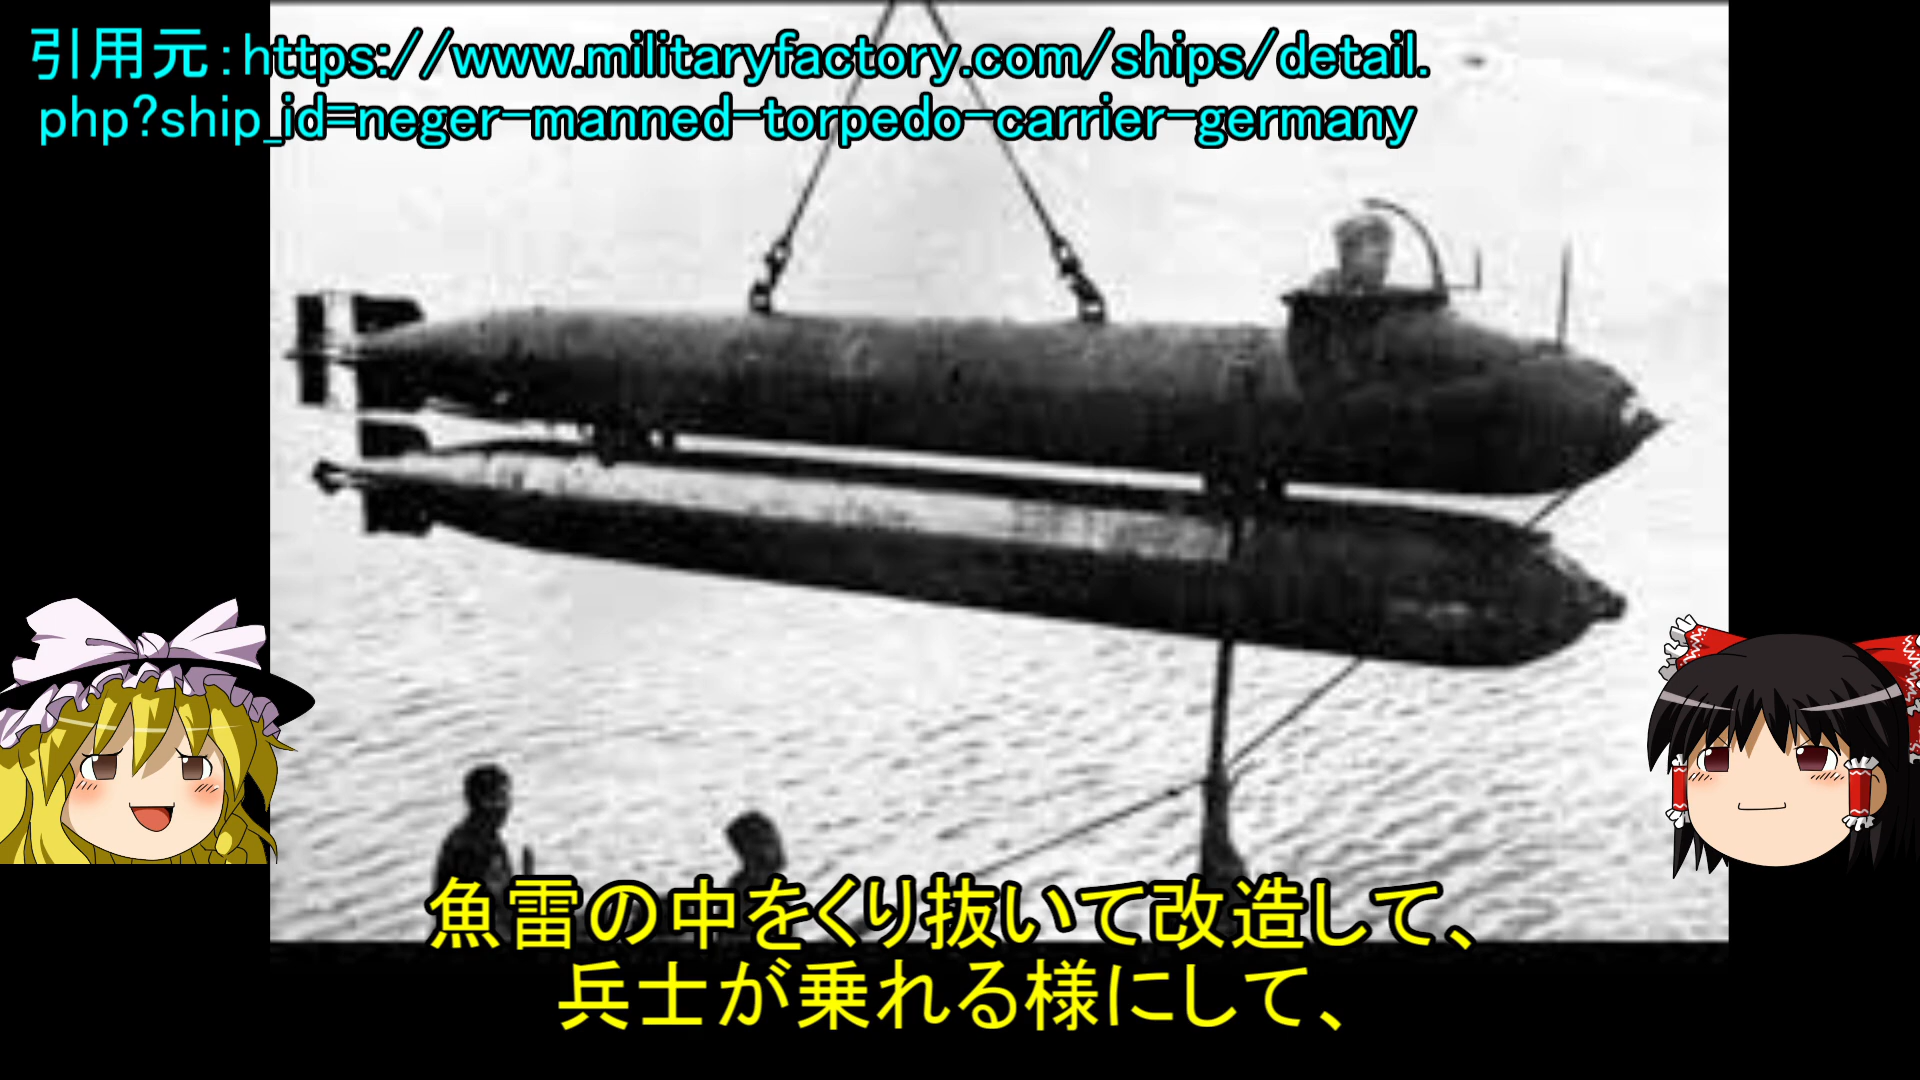 引用元：https://www.militaryfactory.com/ships/detail.
php?ship_id=neger-manned-torpedo-carrier-germany
魚雷の中をくり抜いて改造して、
兵士が乗れる様にして、